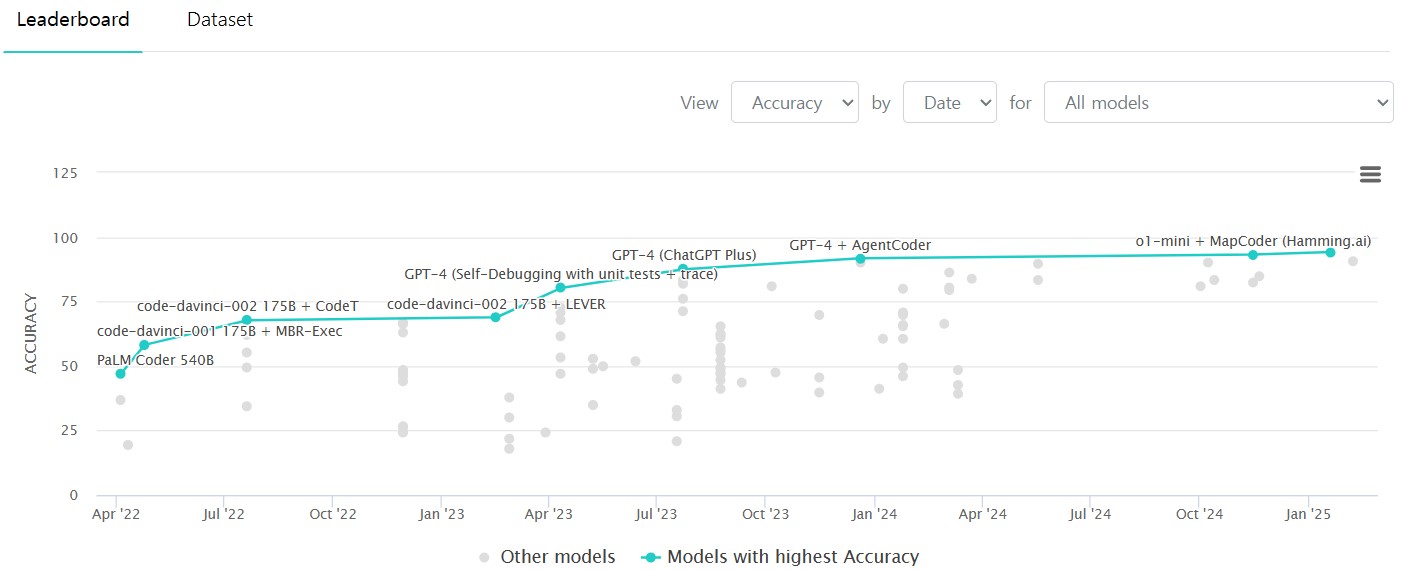 Leaderboard Dataset
View Accuracy by Date for All models
125
100
75
50
25
0
ACCURACY
o1-mini + MapCoder (Hamming.ai)
GPT-4 + AgentCoder
GPT-4 (ChatGPT Plus)
GPT-4 (Self-Debugging with unit tests + trace)
code-davinci-002 175B + CodeT
code-davinci-002 175B + LEVER
code-davinci-001 175B + MBR-Exec
PaLM Coder 540B
Apr '22 Jul '22 Oct '22 Jan '23 Apr '23 Jul '23 Oct '23 Jan '24 Apr '24 Jul '24 Oct '24 Jan '25
Other models Models with highest Accuracy